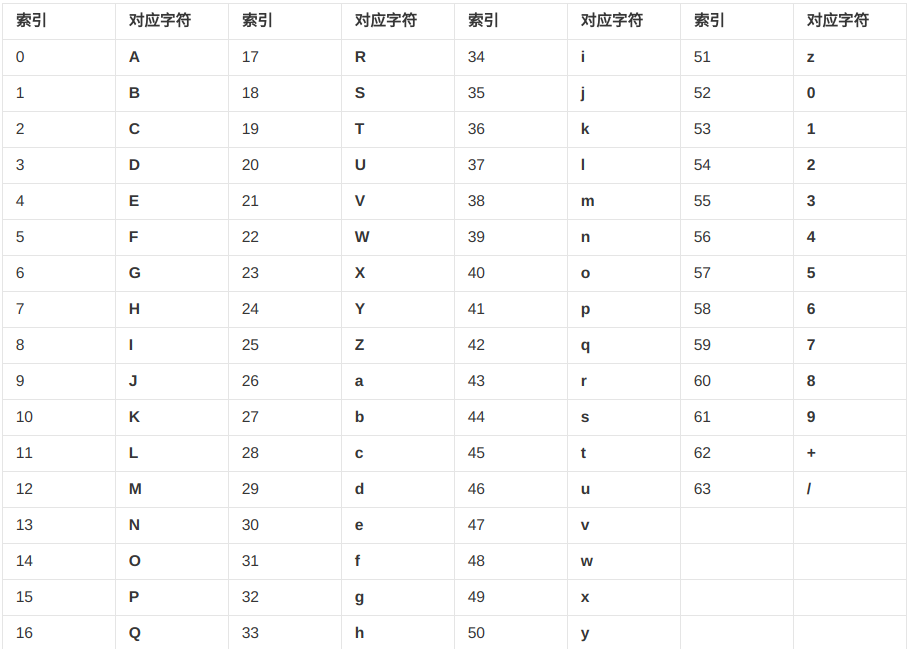 索引 对应字符 索引 对应字符 索引 对应字符 索引 对应字符
0 A 17 R 34 i 51 z
1 B 18 S 35 j 52 0
2 C 19 T 36 k 53 1
3 D 20 U 37 l 54 2
4 E 21 V 38 m 55 3
5 F 22 W 39 n 56 4
6 G 23 X 40 o 57 5
7 H 24 Y 41 p 58 6
8 I 25 Z 42 q 59 7
9 J 26 a 43 r 60 8
10 K 27 b 44 s 61 9
11 L 28 c 45 t 62 +
12 M 29 d 46 u 63 /
13 N 30 e 47 v
14 O 31 f 48 w
15 P 32 g 49 x
16 Q 33 h 50 y